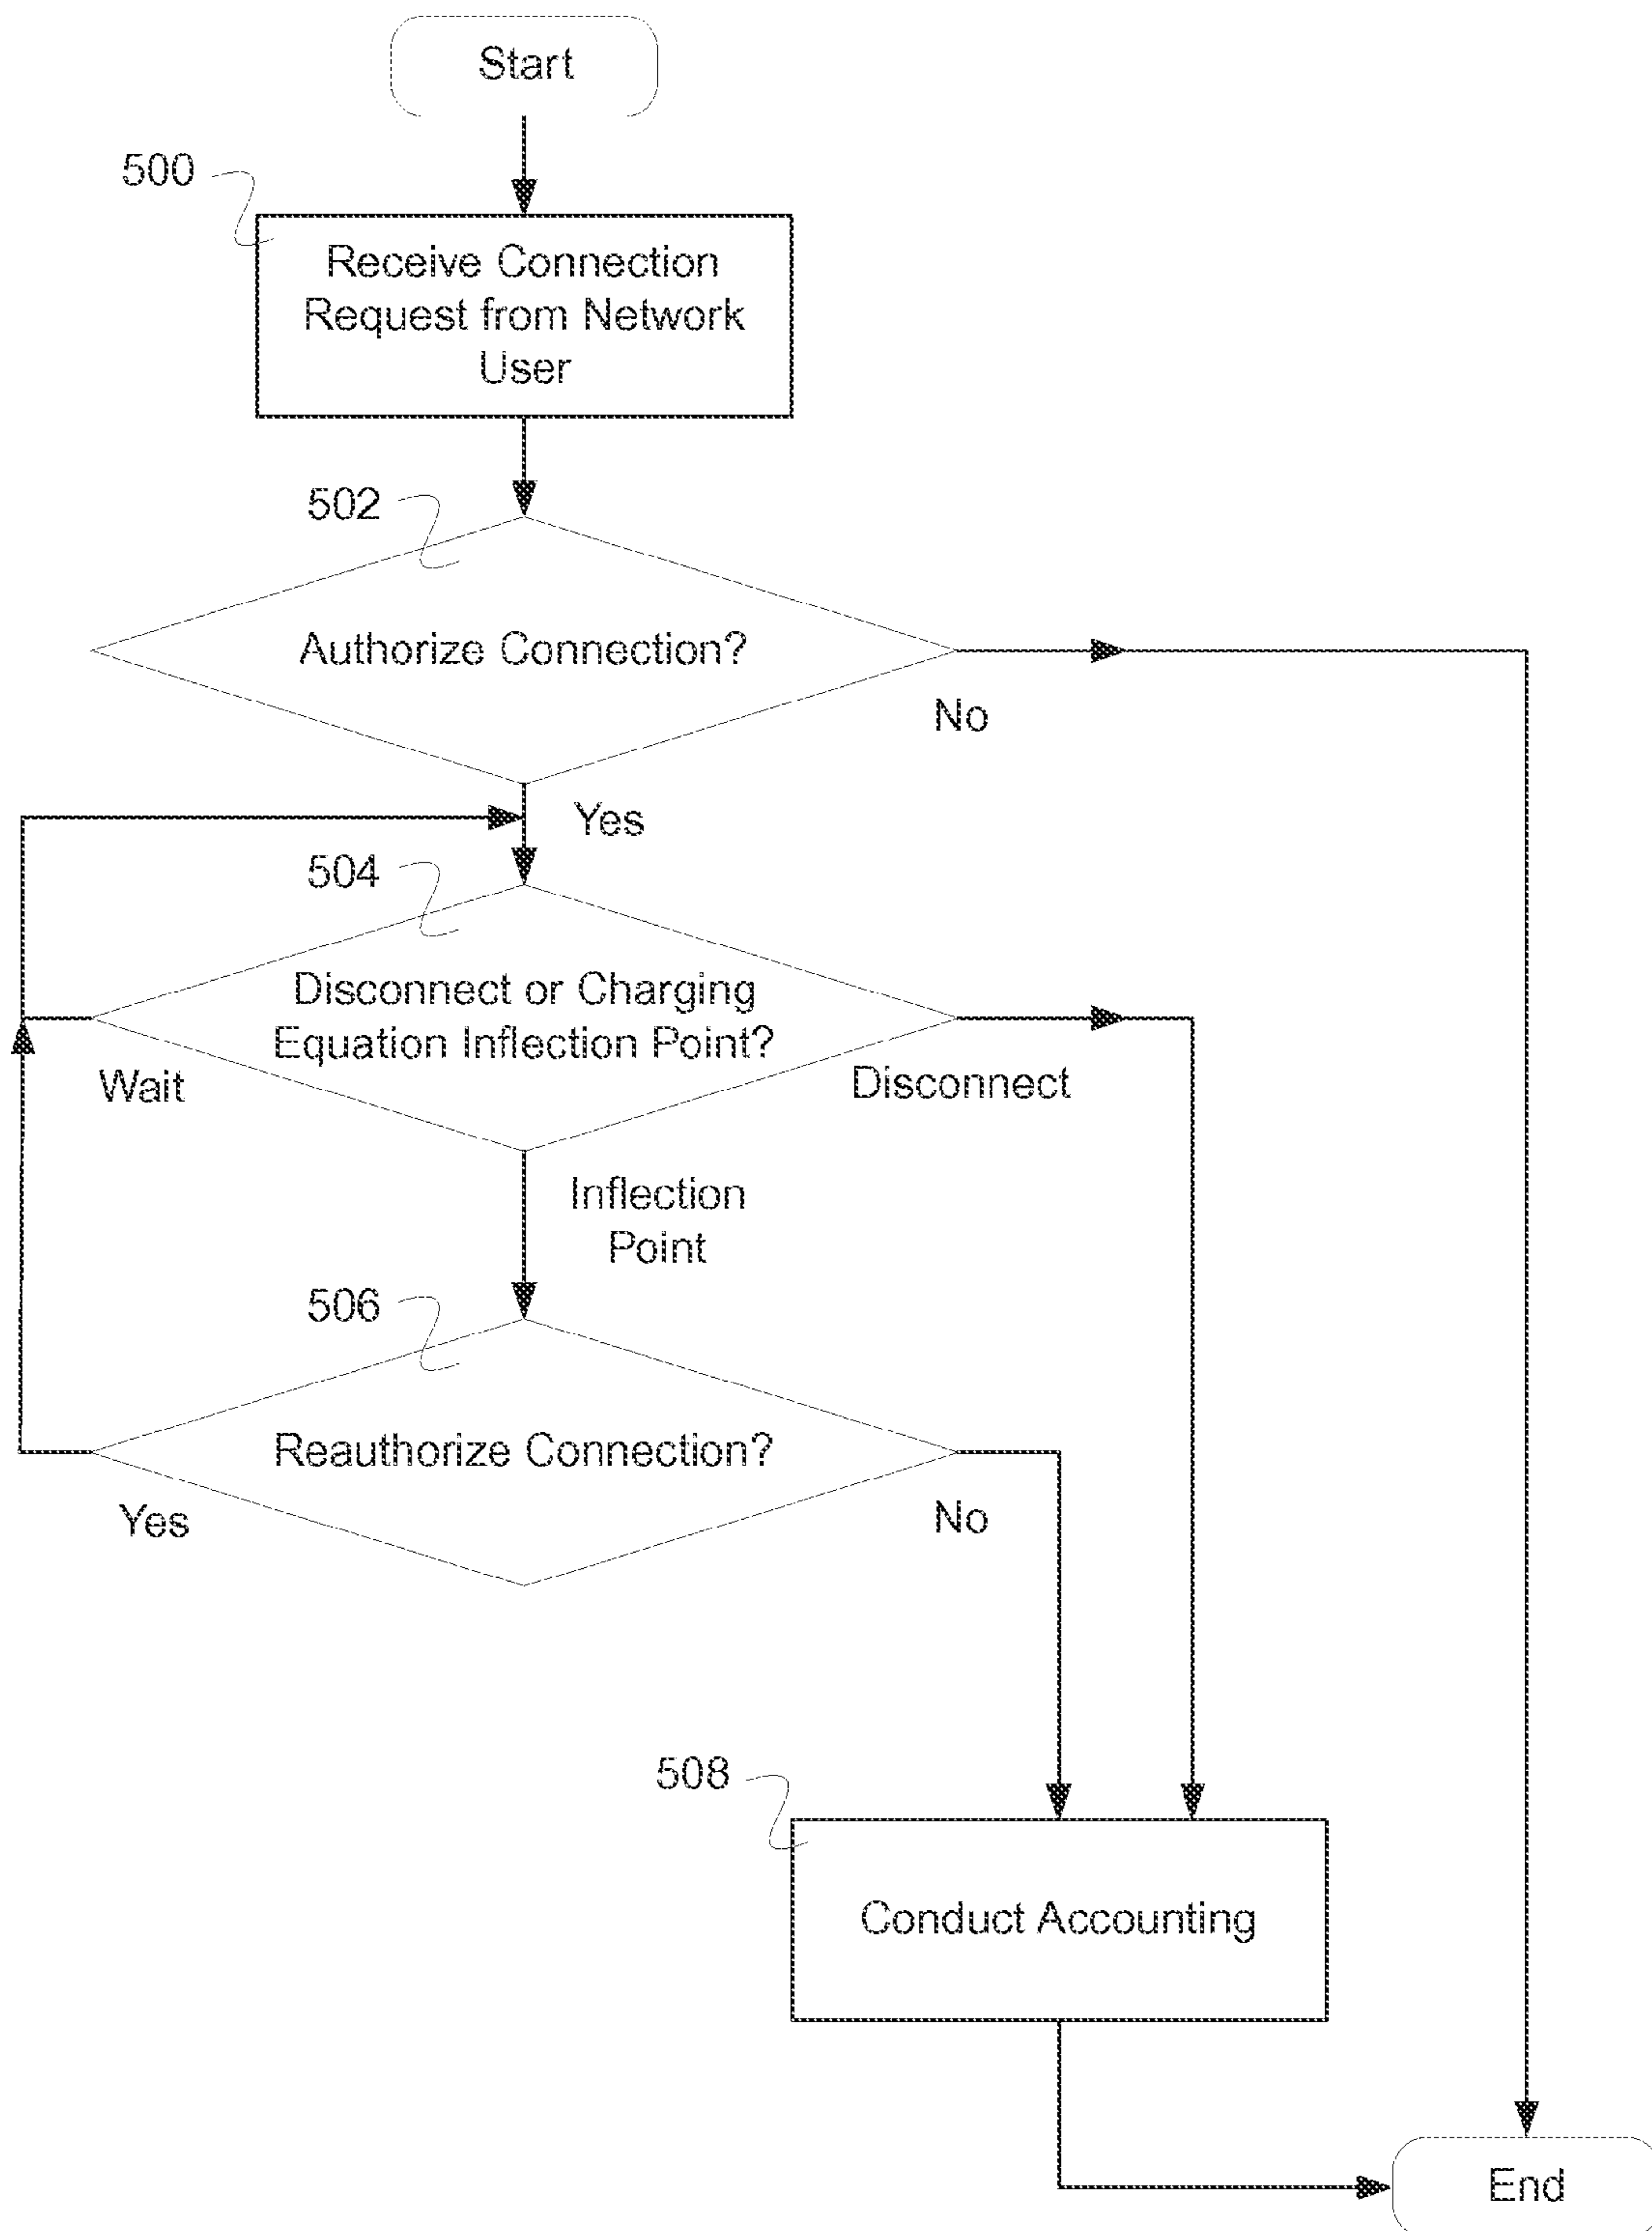 Start
500
Receive Connection
Request from Network
User
502
Authorize Connection?
No
Yes
504
Disconnect or Charging
Equation Inflection Point?
Wait
Disconnect
Inflection
Point
506
Reauthorize Connection?
Yes
No
508
Conduct Accounting
End